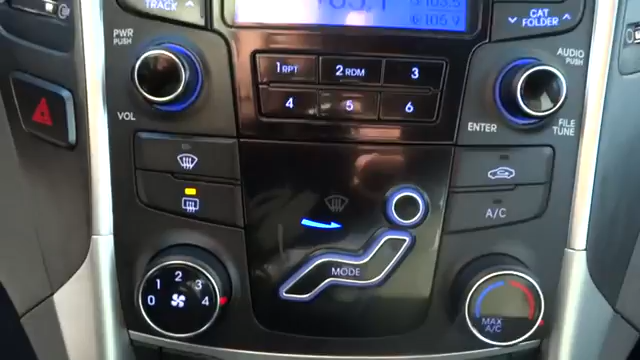 TRACK
CAT
FOLDER
PWR
PUSH
VOL
1 RPT
2 RDM
3
4
5
6
AUDIO
PUSH
ENTER
FILE
TUNE
A/C
MODE
0
1
2
3
4
MAX
A/C